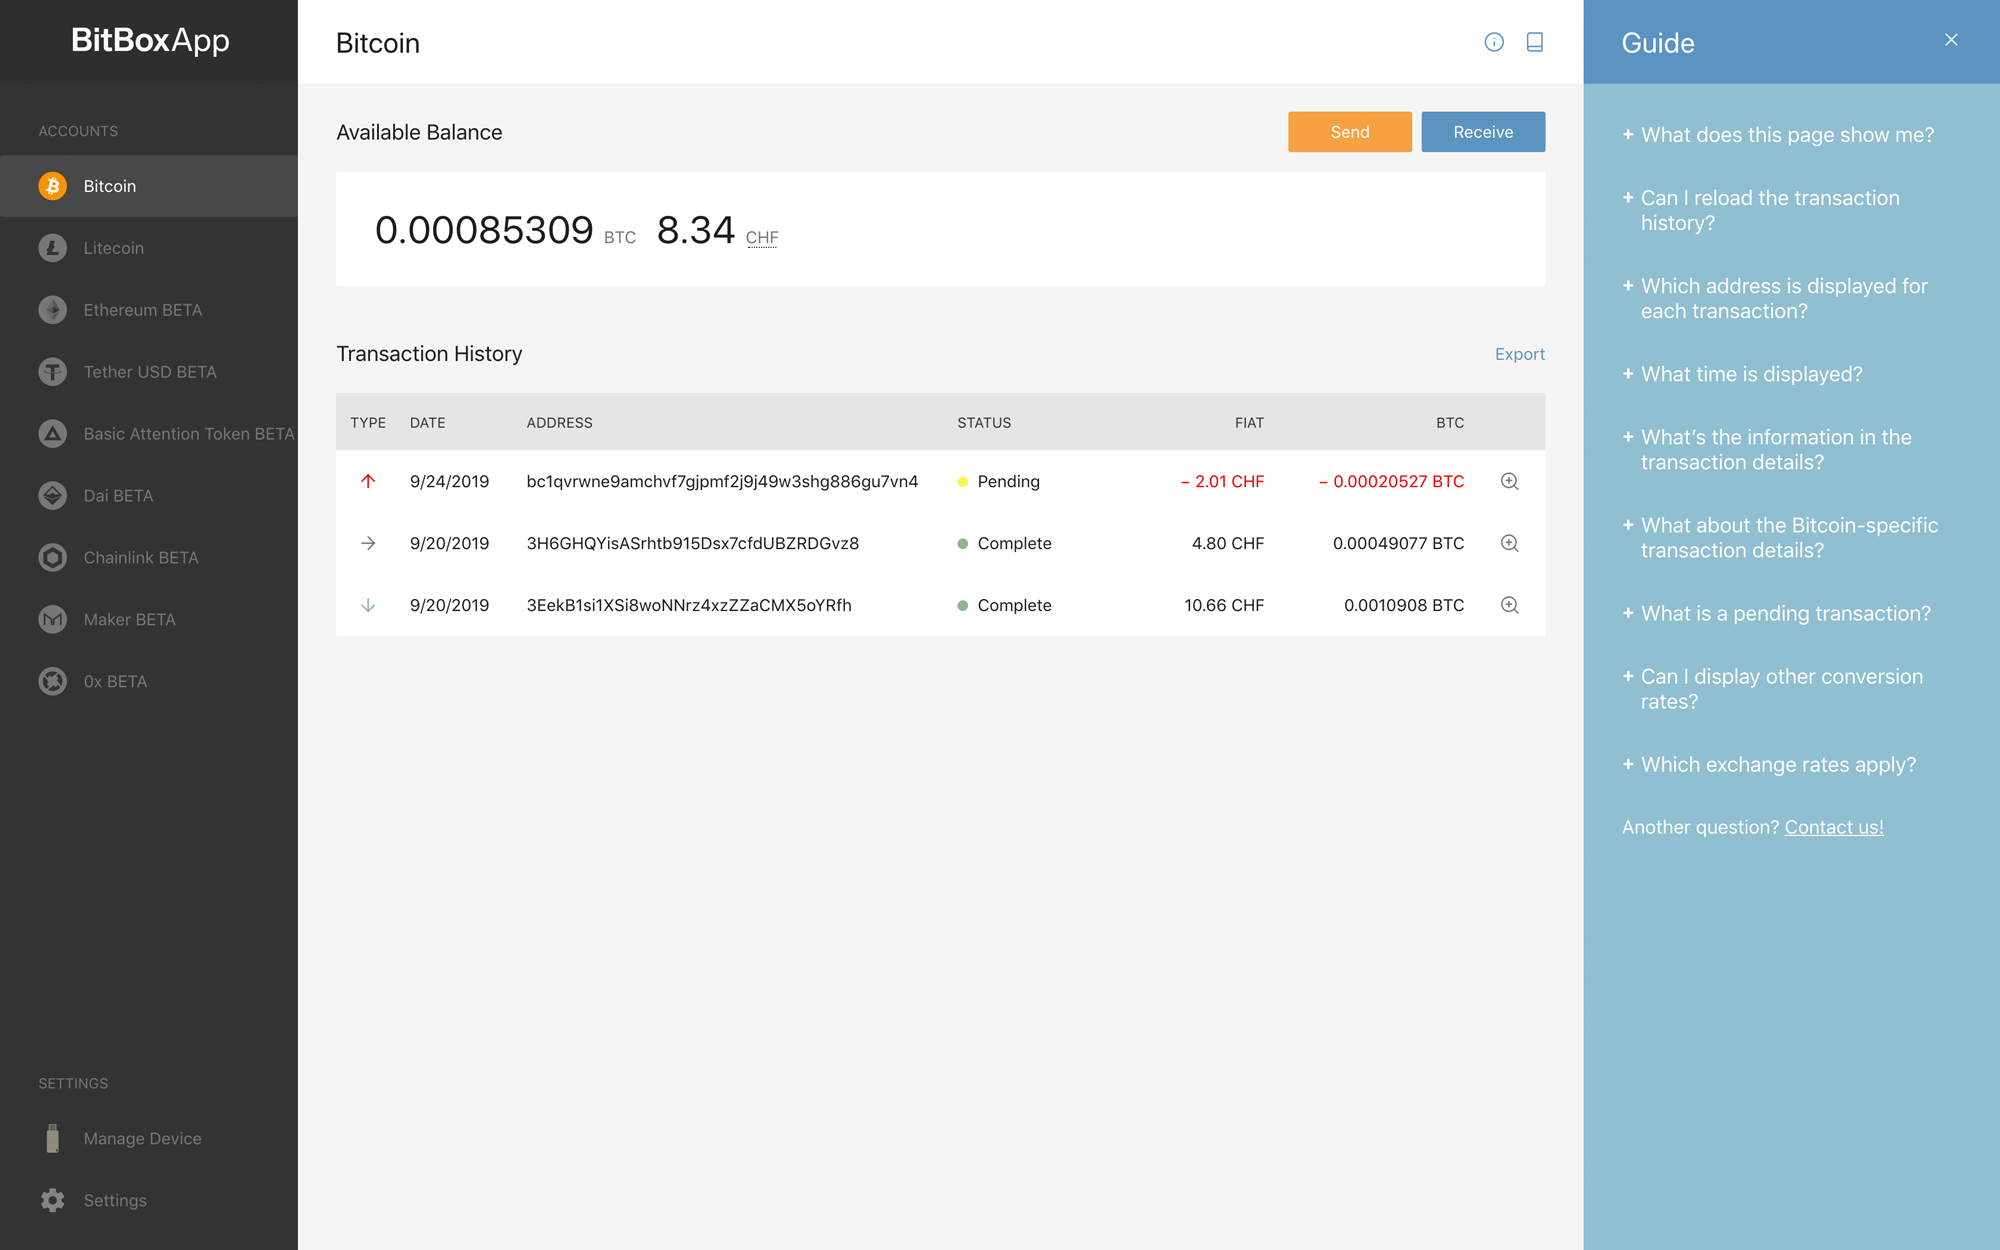 BitBoxApp
ACCOUNTS
Bitcoin
Litecoin
Ethereum BETA
Tether USD BETA
Basic Attention Token BETA
Dai BETA
Chainlink BETA
Maker BETA
0x BETA
SETTINGS
Manage Device
Settings
Bitcoin
Available Balance
Send
Receive
0.00085309 BTC 8.34 CHF
Transaction History
Export
TYPE DATE ADDRESS STATUS FIAT BTC
9/24/2019 bc1qvrwne9amchvf7gjpmf2j9j49w3shg886gu7vn4 Pending − 2.01 CHF − 0.00020527 BTC
9/20/2019 3H6GHQYisASrhtb915Dsx7cfdUBZRDGvz8 Complete 4.80 CHF 0.00049077 BTC
9/20/2019 3EekB1si1XSi8woNNrz4xzZZaCMX5oYRfh Complete 10.66 CHF 0.0010908 BTC
Guide
+ What does this page show me?
+ Can I reload the transaction
history?
+ Which address is displayed for
each transaction?
+ What time is displayed?
+ What’s the information in the
transaction details?
+ What about the Bitcoin-specific
transaction details?
+ What is a pending transaction?
+ Can I display other conversion
rates?
+ Which exchange rates apply?
Another question? Contact us!